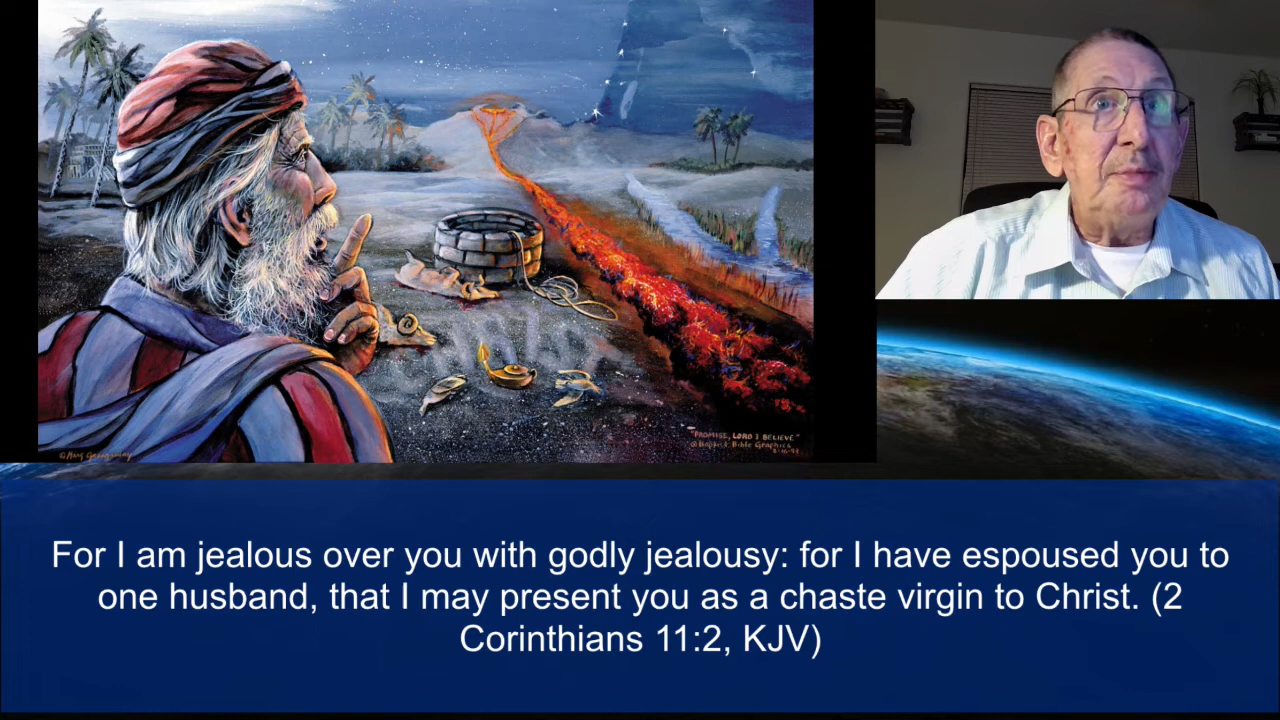 "PROMISE, LORD I BELIEVE"
For I am jealous over you with godly jealousy: for I have espoused you to
one husband, that I may present you as a chaste virgin to Christ. (2
Corinthians 11:2, KJV)